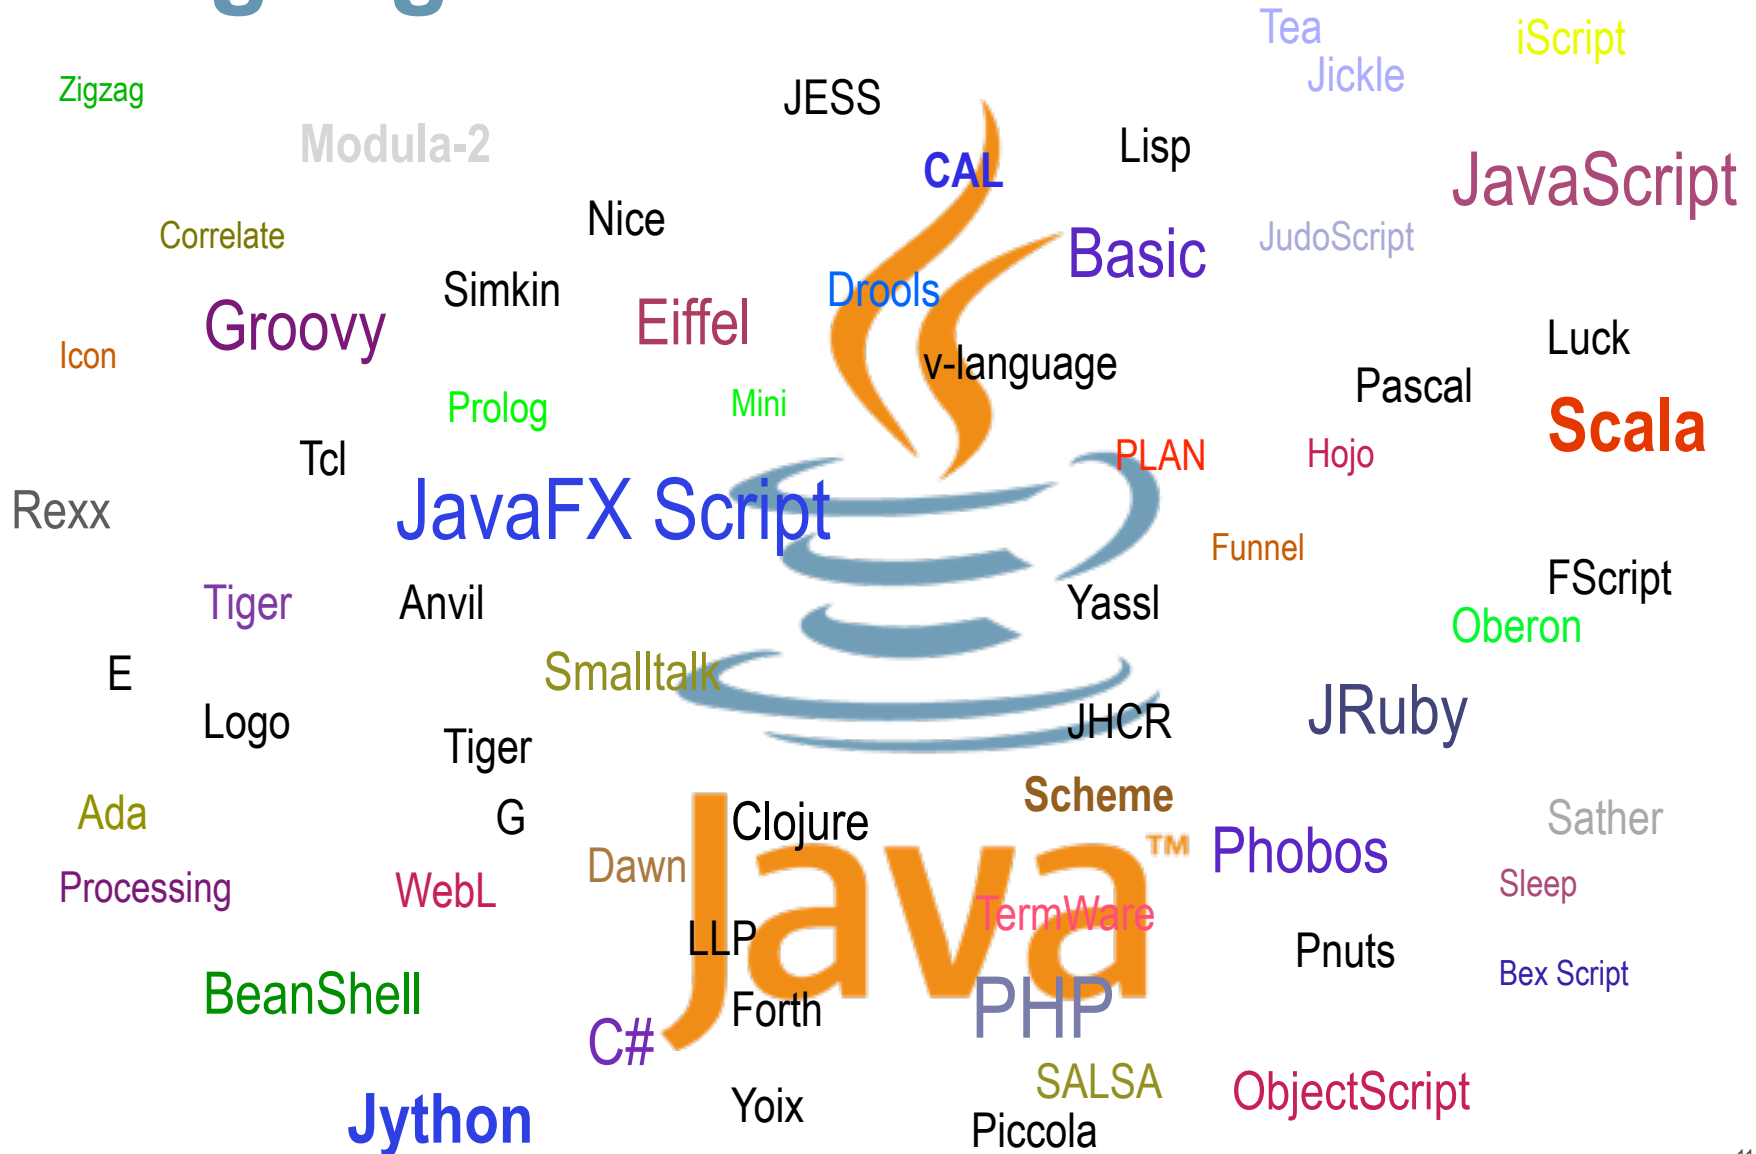 Tea
iScript
Jickle
Zigzag
JESS
Modula-2
Lisp
CAL
JavaScript
Nice
Correlate
Basic
JudoScript
Simkin
Drools
Groovy
Eiffel
Luck
Icon
v-language
Pascal
Prolog
Mini
Scala
Tcl
PLAN
Hojo
Rexx
JavaFX Script
Funnel
FScript
Tiger
Anvil
Yassl
Oberon
E
Smalltalk
Logo
JHCR
JRuby
Tiger
Scheme
Ada
G
Clojure
Sather
Java™
Phobos
Dawn
Processing
WebL
Sleep
TermWare
LLP
Pnuts
Bex Script
BeanShell
Forth
PHP
C#
SALSA
ObjectScript
Yoix
Jython
Piccola